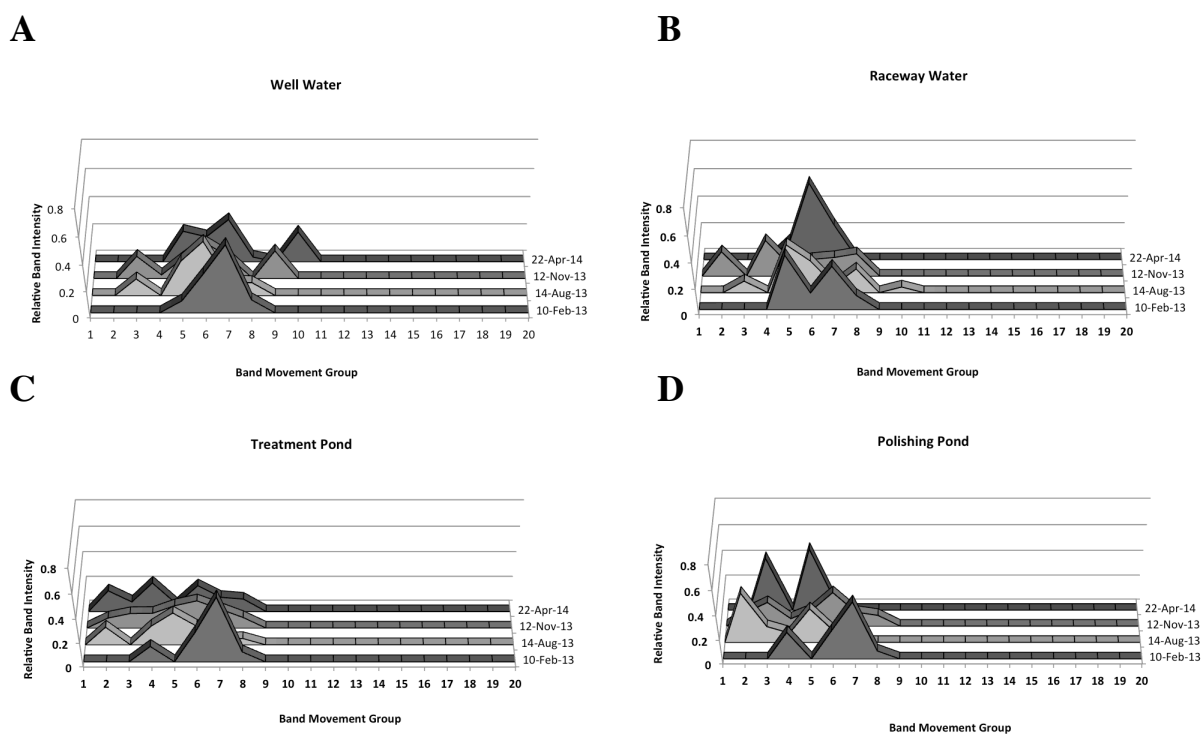 A
Well Water
Relative Band Intensity
0.8
0.6
0.4
0.2
0
22-Apr-14
12-Nov-13
14-Aug-13
10-Feb-13
1 2 3 4 5 6 7 8 9 10 11 12 13 14 15 16 17 18 19 20
Band Movement Group
B
Raceway Water
Relative Band Intensity
0.8
0.6
0.4
0.2
0
22-Apr-14
12-Nov-13
14-Aug-13
10-Feb-13
1 2 3 4 5 6 7 8 9 10 11 12 13 14 15 16 17 18 19 20
Band Movement Group
C
Treatment Pond
Relative Band Intensity
0.8
0.6
0.4
0.2
0
22-Apr-14
12-Nov-13
14-Aug-13
10-Feb-13
1 2 3 4 5 6 7 8 9 10 11 12 13 14 15 16 17 18 19 20
Band Movement Group
D
Polishing Pond
Relative Band Intensity
0.8
0.6
0.4
0.2
0
22-Apr-14
12-Nov-13
14-Aug-13
10-Feb-13
1 2 3 4 5 6 7 8 9 10 11 12 13 14 15 16 17 18 19 20
Band Movement Group